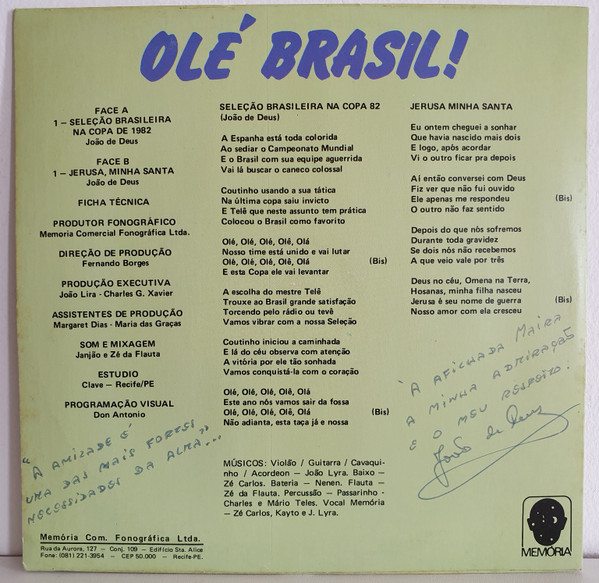 OLÉ BRASIL!
FACE A
1 – SELEÇÃO BRASILEIRA
NA COPA DE 1982
João de Deus
FACE B
1 – JERUSA, MINHA SANTA
João de Deus
FICHA TÉCNICA
PRODUTOR FONOGRÁFICO
Memoria Comercial Fonográfica Ltda.
DIREÇÃO DE PRODUÇÃO
Fernando Borges
PRODUÇÃO EXECUTIVA
João Lira - Charles G. Xavier
ASSISTENTES DE PRODUÇÃO
Margaret Dias - Maria das Graças
SOM E MIXAGEM
Janjão e Zé da Flauta
ESTUDIO
Clave – Recife/PE
PROGRAMAÇÃO VISUAL
Don Antonio
"A AMIZADE É
UMA DAS MAIS FORTES
NECESSIDADES DA ALMA..."
Memória Com. Fonográfica Ltda.
Rua da Aurora, 127 – Conj. 109 – Edifício Sta. Alice
Fone: (081) 221-3954 – CEP 50.000 – Recife-PE.
SELEÇÃO BRASILEIRA NA COPA 82
(João de Deus)
A Espanha está toda colorida
Ao sediar o Campeonato Mundial
E o Brasil com sua equipe aguerrida
Vai lá buscar o caneco colossal
Coutinho usando a sua tática
Na última copa saiu invicto
E Telê que neste assunto tem prática
Colocou o Brasil como favorito
Olé, Olé, Olé, Olé, Olá
Nosso time está unido e vai lutar
Olé, Olé, Olé, Olé, Olá (Bis)
E esta Copa ele vai levantar
A escolha do mestre Telê
Trouxe ao Brasil grande satisfação
Torcendo pelo rádio ou tevê
Vamos vibrar com a nossa Seleção
Coutinho iniciou a caminhada
E lá do céu observa com atenção
A vitória por ele tão sonhada
Vamos conquistá-la com o coração
Olé, Olé, Olé, Olé, Olá
Este ano nós vamos sair da fossa
Olé, Olé, Olé, Olé, Olá (Bis)
Não adianta, esta taça já e nossa
MÚSICOS: Violão / Guitarra / Cavaqui-
nho / Acordeon – João Lyra. Baixo –
Zé Carlos. Bateria – Nenen. Flauta –
Zé da Flauta. Percussão – Passarinho -
Charles e Mário Teles. Vocal Memória
– Zé Carlos, Kayto e J. Lyra.
JERUSA MINHA SANTA
Eu ontem cheguei a sonhar
Que havia nascido mais dois
E logo, após acordar
Vi o outro ficar pra depois
Aí então conversei com Deus
Fiz ver que não fui ouvido
Ele apenas me respondeu (Bis)
O outro não faz sentido
Depois do que nós sofremos
Durante toda gravidez
Se dois nós não recebemos
A que veio vale por três
Deus no céu, Omena na Terra,
Hosanas, minha filha nasceu
Jerusa é seu nome de guerra (Bis)
Nosso amor com ela cresceu
"A AFILHADA MAIRA
A MINHA ADMIRAÇÃO
E O MEU RESPEITO!
João de Deus
MEMÓRIA